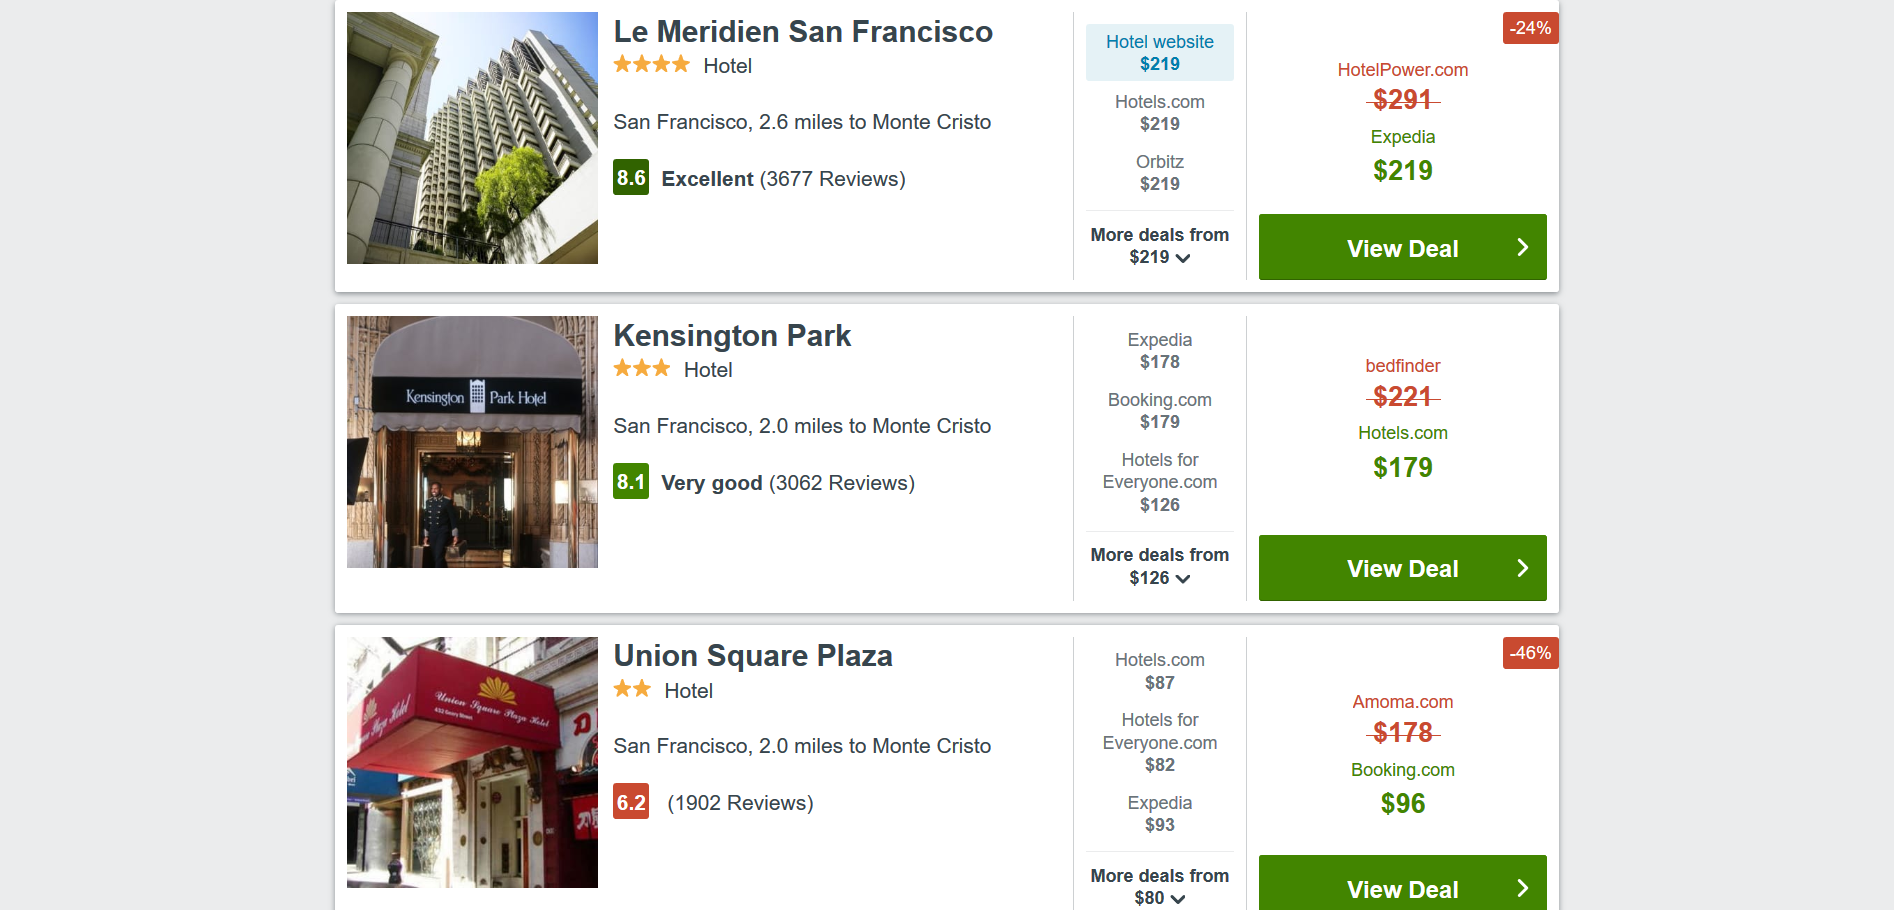 Le Meridien San Francisco
Hotel
San Francisco, 2.6 miles to Monte Cristo
8.6 Excellent (3677 Reviews)
Hotel website
$219
Hotels.com
$219
Orbitz
$219
More deals from
$219
-24%
HotelPower.com
$291
Expedia
$219
View Deal
Kensington Park Hotel
Kensington Park
Hotel
San Francisco, 2.0 miles to Monte Cristo
8.1 Very good (3062 Reviews)
Expedia
$178
Booking.com
$179
Hotels for
Everyone.com
$126
More deals from
$126
bedfinder
$221
Hotels.com
$179
View Deal
Union Square Plaza Hotel
Plaza Hotel
Union Square Plaza
Hotel
San Francisco, 2.0 miles to Monte Cristo
6.2 (1902 Reviews)
Hotels.com
$87
Hotels for
Everyone.com
$82
Expedia
$93
More deals from
$80
-46%
Amoma.com
$178
Booking.com
$96
View Deal